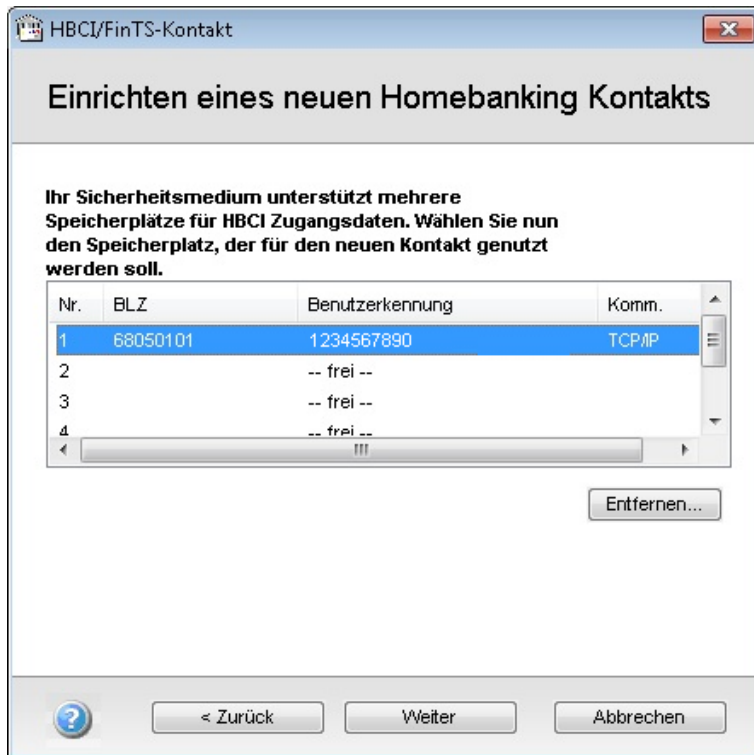 HBCI/FinTS-Kontakt
Einrichten eines neuen Homebanking Kontakts
Ihr Sicherheitsmedium unterstützt mehrere
Speicherplätze für HBCI Zugangsdaten. Wählen Sie nun
den Speicherplatz, der für den neuen Kontakt genutzt
werden soll.
Nr. BLZ Benutzerkennung Komm.
1 68050101 1234567890 TCP/IP
2 -- frei --
3 -- frei --
4 -- frei --
Entfernen...
< Zurück Weiter Abbrechen